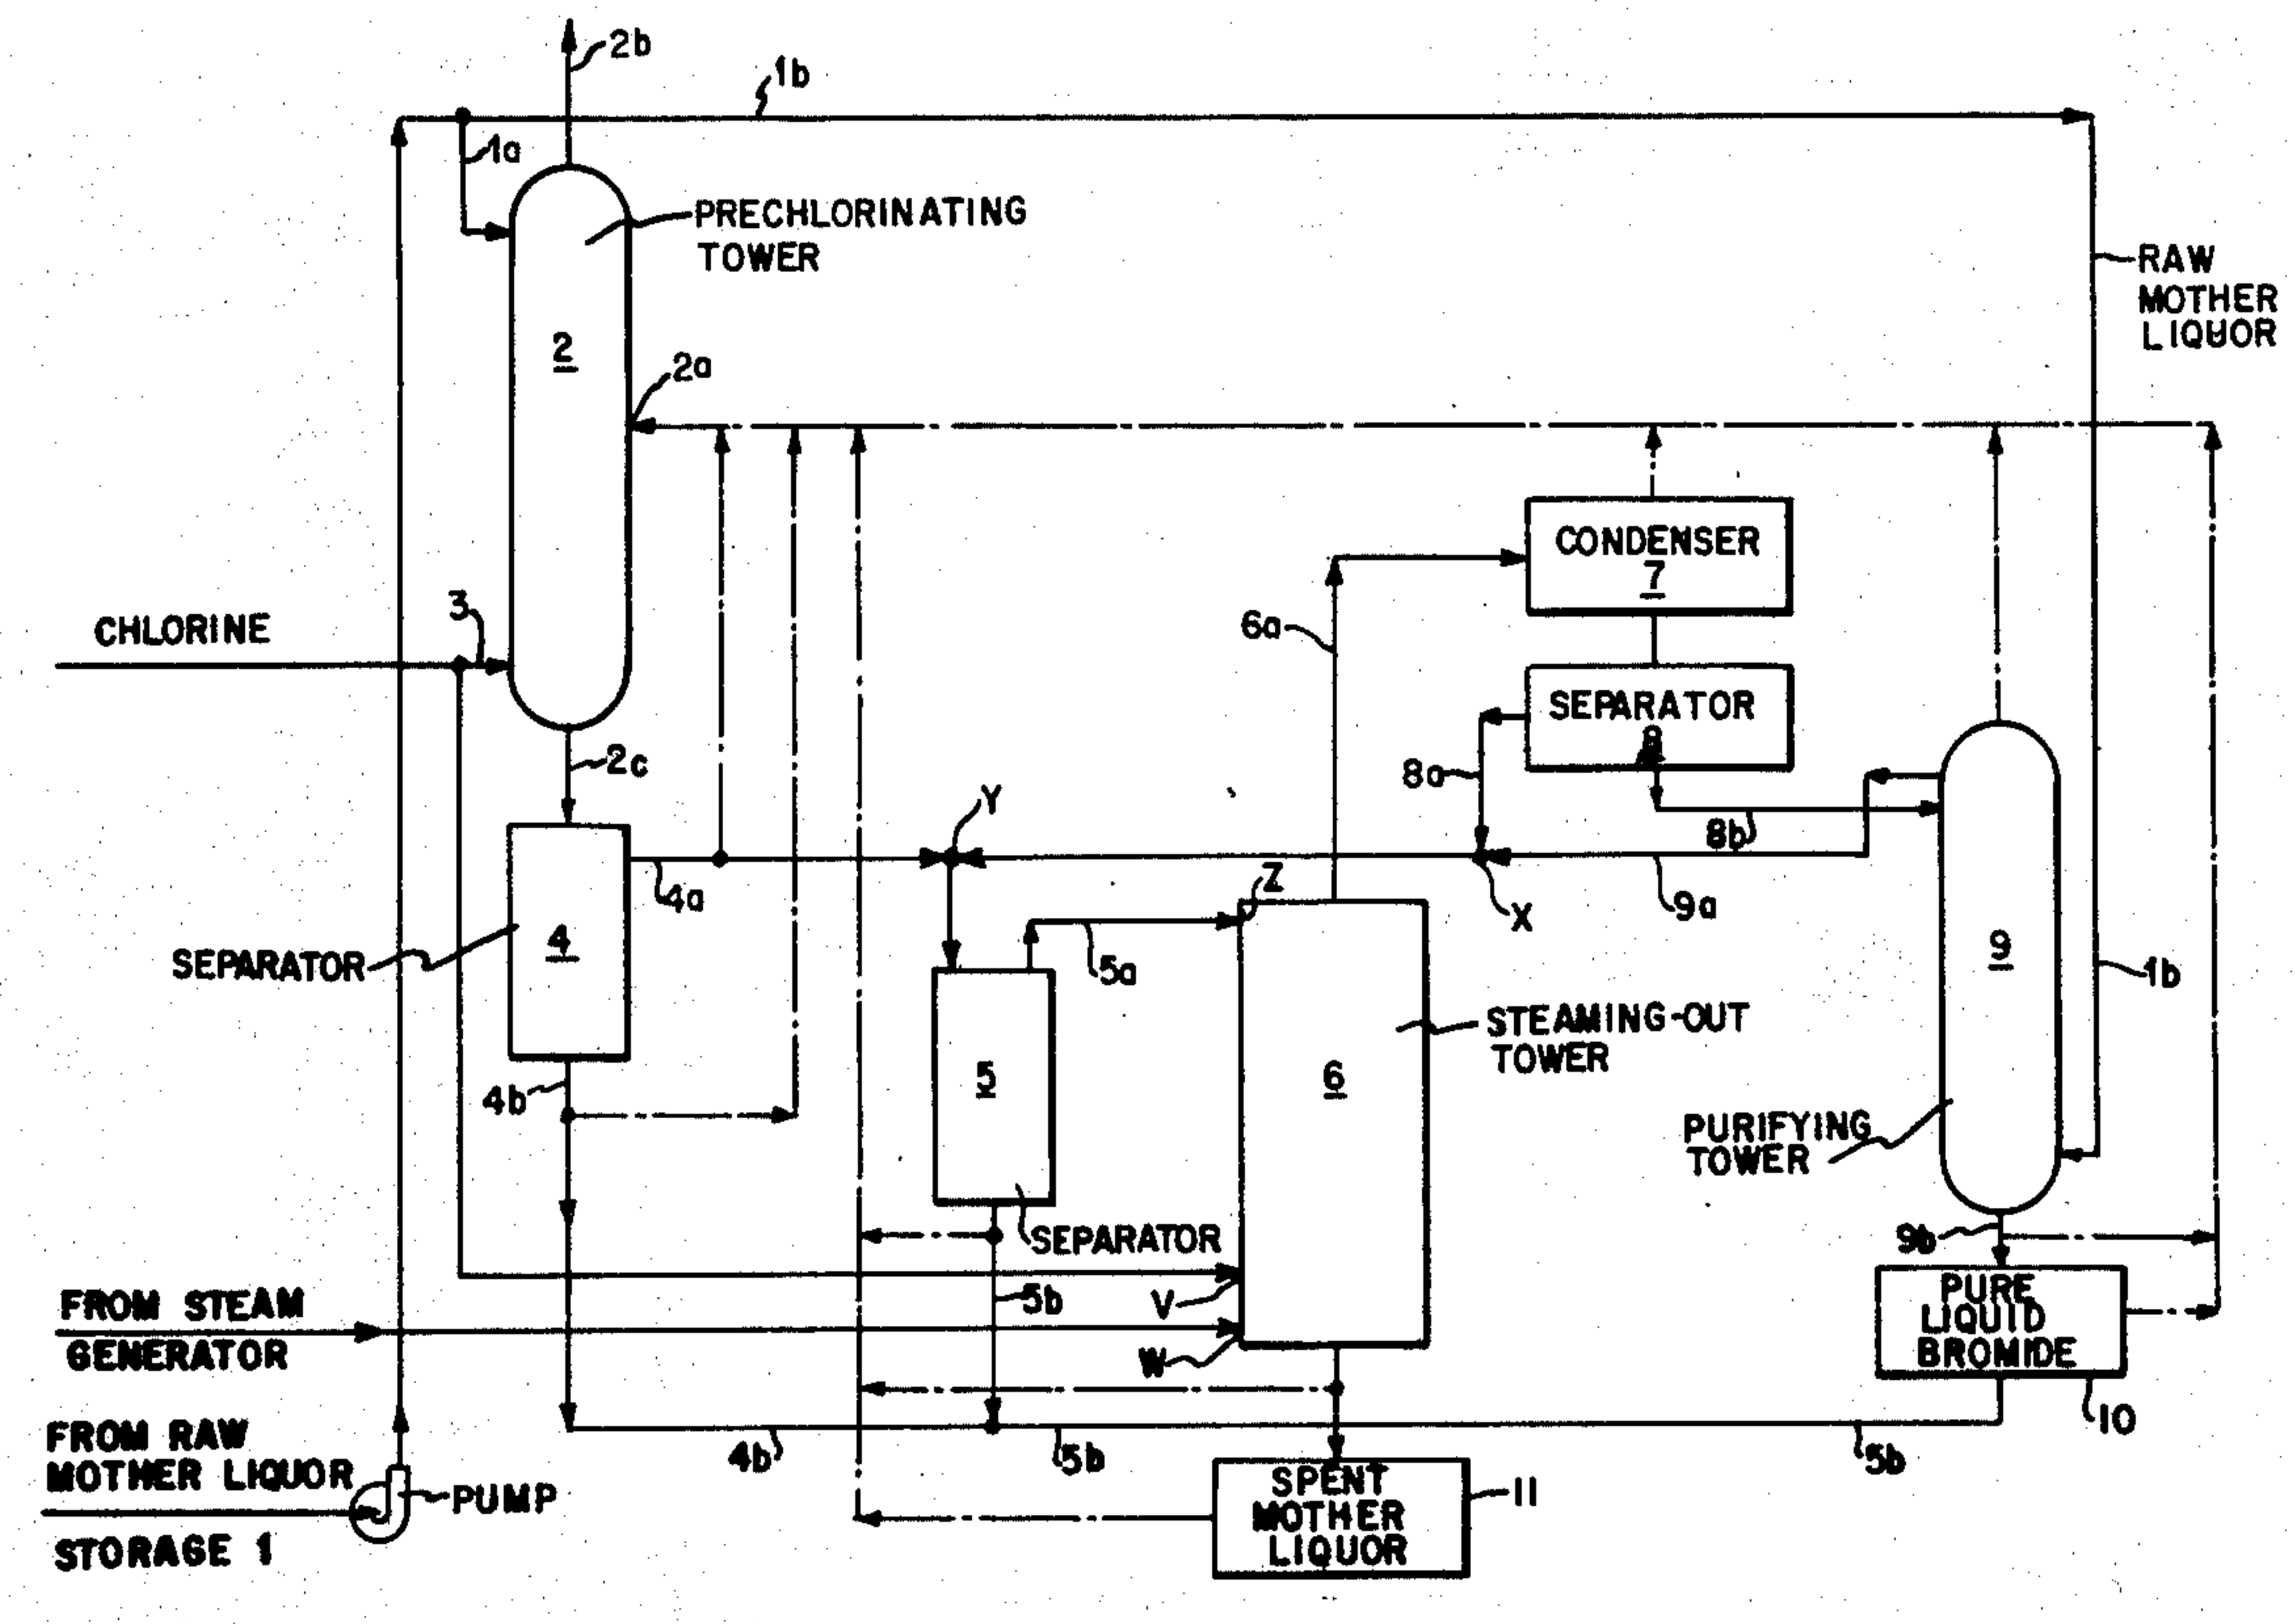 2b
1b
1a
PRECHLORINATING
TOWER
RAW
MOTHER
LIQUOR
2
2a
CONDENSER
7
3
CHLORINE
6a
SEPARATOR
8
2c
8a
Y
8b
4a
Z
9a
X
SEPARATOR
4
5a
9
1b
STEAMING-OUT
TOWER
5
6
4b
PURIFYING
TOWER
SEPARATOR
9b
FROM STEAM
GENERATOR
5b
V
W
PURE
LIQUID
BROMIDE
10
FROM RAW
MOTHER LIQUOR
STORAGE 1
PUMP
4b
5b
5b
SPENT
MOTHER
LIQUOR
11